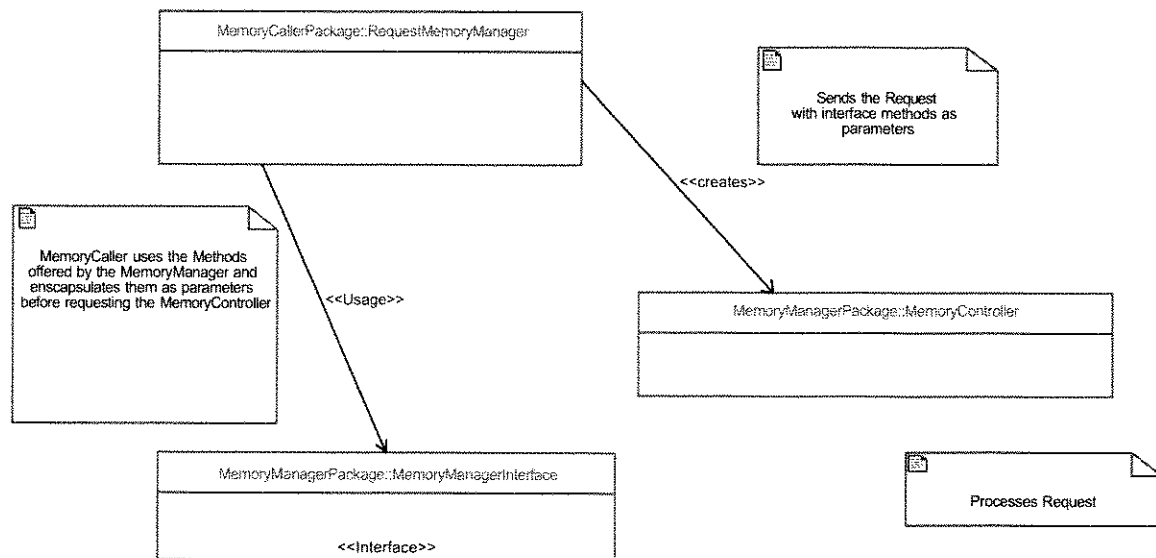 MemoryCallerPackage::RequestMemoryManager
Sends the Request
with interface methods as
parameters
<<creates>>
MemoryCaller uses the Methods
offered by the MemoryManager and
enscapsulates them as parameters
before requesting the MemoryController
<<Usage>>
MemoryManagerPackage::MemoryController
MemoryManagerPackage::MemoryManagerInterface
<<Interface>>
Processes Request